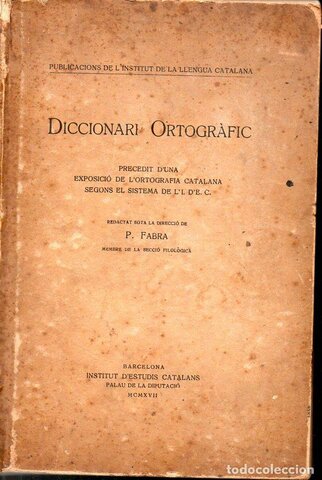 PUBLICACIONS DE L'INSTITUT DE LA LLENGUA CATALANA
DICCIONARI ORTOGRÀFIC
PRECEDIT D'UNA
EXPOSICIÓ DE L'ORTOGRAFIA CATALANA
SEGONS EL SISTEMA DE L'I. D'E. C.
REDACTAT SOTA LA DIRECCIÓ DE
P. FABRA
MEMBRE DE LA SECCIÓ FILOLÒGICA
BARCELONA
INSTITUT D'ESTUDIS CATALANS
PALAU DE LA DIPUTACIÓ
MCMXVII
todocoleccion